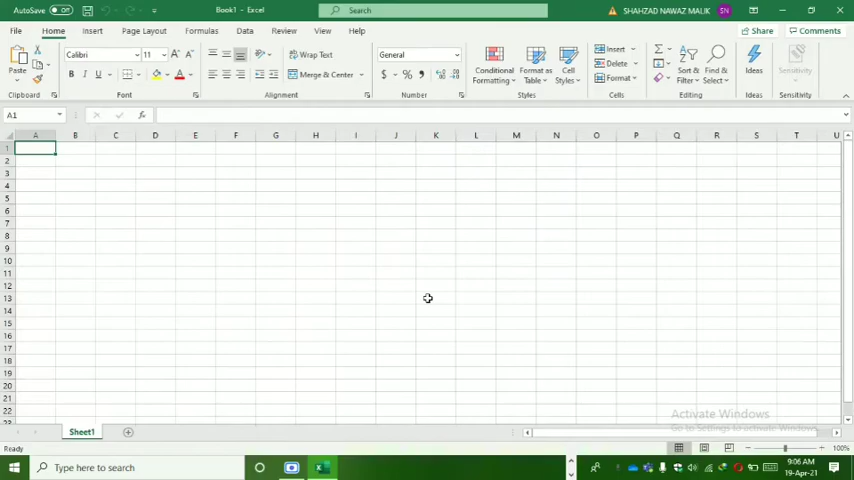 AutoSave Off Book1 - Excel Search SHAHZAD NAWAZ MALIK SN
File Home Insert Page Layout Formulas Data Review View Help Share Comments
Calibri 11 A A Wrap Text General Insert
Paste Conditional Format as Cell Delete Sort & Find & Ideas Sensitivity
B I U A Merge & Center $ % , Formatting Table Styles Format Filter Select
Clipboard Font Alignment Number Styles Cells Editing Ideas Sensitivity
A1 fx
A B C D E F G H I J K L M N O P Q R S T U
1
2
3
4
5
6
7
8
9
10
11
12
13
14
15
16
17
18
19
20
21
22
23
Activate Windows
Go to Settings to activate Windows.
Sheet1
Ready 100%
Type here to search 9:06 AM
19-Apr-21